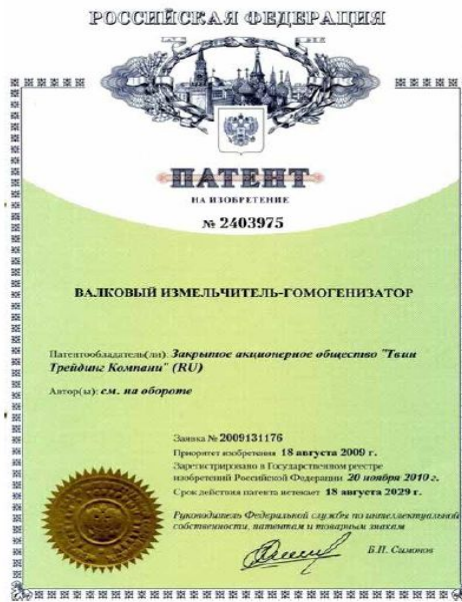 РОССИЙСКАЯ ФЕДЕРАЦИЯ
ПАТЕНТ
НА ИЗОБРЕТЕНИЕ
№ 2403975
ВАЛКОВЫЙ ИЗМЕЛЬЧИТЕЛЬ-ГОМОГЕНИЗАТОР
Патентообладатель(ли): Закрытое акционерное общество "Твин
Трейдинг Компани" (RU)
Автор(ы): см. на обороте
Заявка № 2009131176
Приоритет изобретения 18 августа 2009 г.
Зарегистрировано в Государственном реестре
изобретений Российской Федерации 20 ноября 2010 г.
Срок действия патента истекает 18 августа 2029 г.
Руководитель Федеральной службы по интеллектуальной
собственности, патентам и товарным знакам
Б.П. Симонов